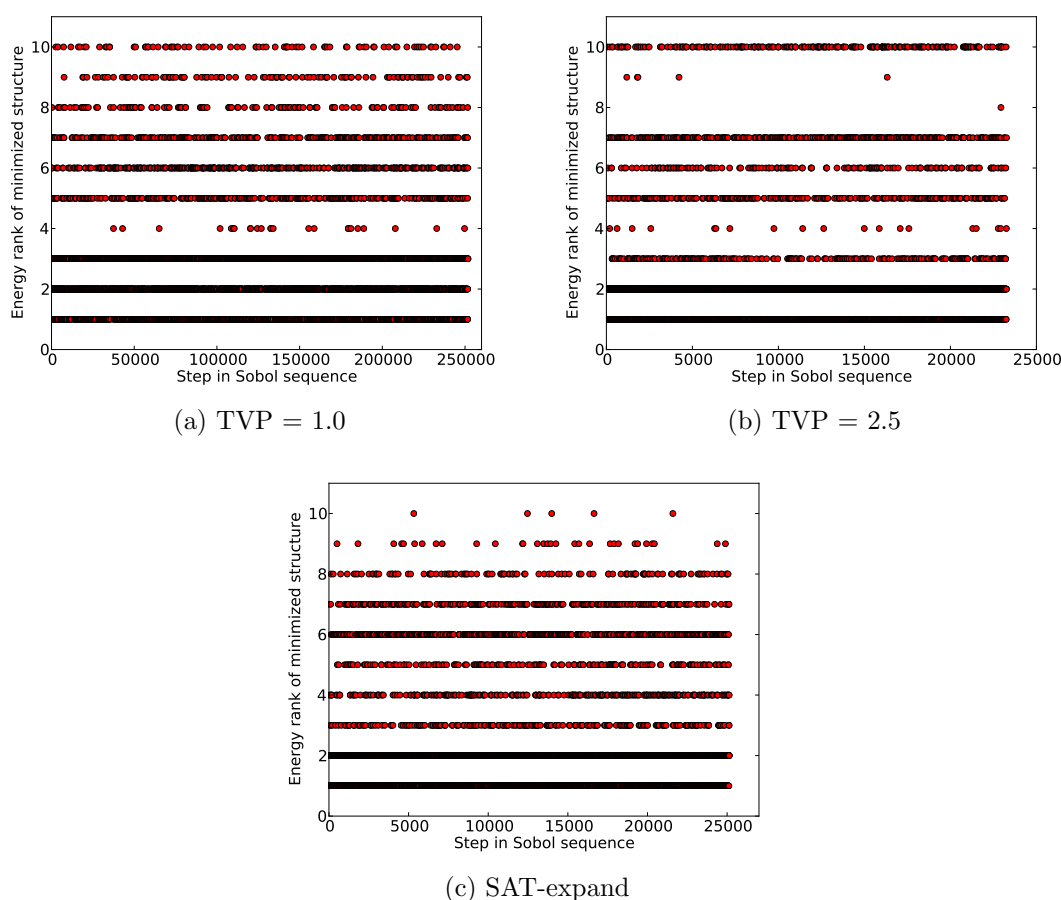 10
8
6
4
2
0
Energy rank of minimized structure
0 50000 100000 150000 200000 250000
Step in Sobol sequence
(a) TVP = 1.0
10
8
6
4
2
0
Energy rank of minimized structure
0 5000 10000 15000 20000 25000
Step in Sobol sequence
(b) TVP = 2.5
10
8
6
4
2
0
Energy rank of minimized structure
0 5000 10000 15000 20000 25000
Step in Sobol sequence
(c) SAT-expand